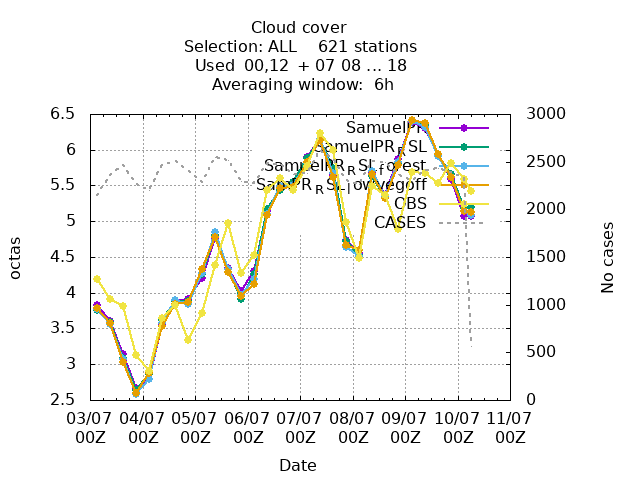 Cloud cover
Selection: ALL 621 stations
Used 00,12 + 07 08 ... 18
Averaging window: 6h
octas
6.5
6
5.5
5
4.5
4
3.5
3
2.5
3000
2500
2000
1500
1000
500
0
No cases
SamuelPR
OBS
CASES
03/07 04/07 05/07 06/07 07/07 08/07 09/07 10/07 11/07
00Z 00Z 00Z 00Z 00Z 00Z 00Z 00Z 00Z
Date